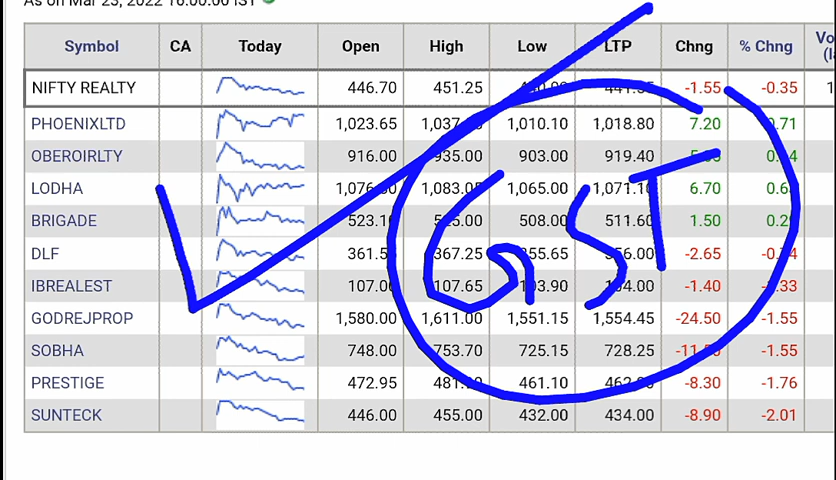 As on Mar 23, 2022 16:00:00 IST
Symbol CA Today Open High Low LTP Chng % Chng
NIFTY REALTY 446.70 451.25 -1.55 -0.35
PHOENIXLTD 1,023.65 1,010.10 1,018.80 7.20
OBEROIRLTY 916.00 935.00 903.00 919.40
LODHA 1,065.00 6.70
BRIGADE 508.00 1.50
DLF 367.25 -2.65
IBREALEST 107.65 -1.40
GODREJPROP 1,580.00 1,611.00 1,551.15 1,554.45 -24.50 -1.55
SOBHA 748.00 753.70 725.15 728.25 -1.55
PRESTIGE 472.95 461.10 -8.30 -1.76
SUNTECK 446.00 455.00 432.00 434.00 -8.90 -2.01
GST